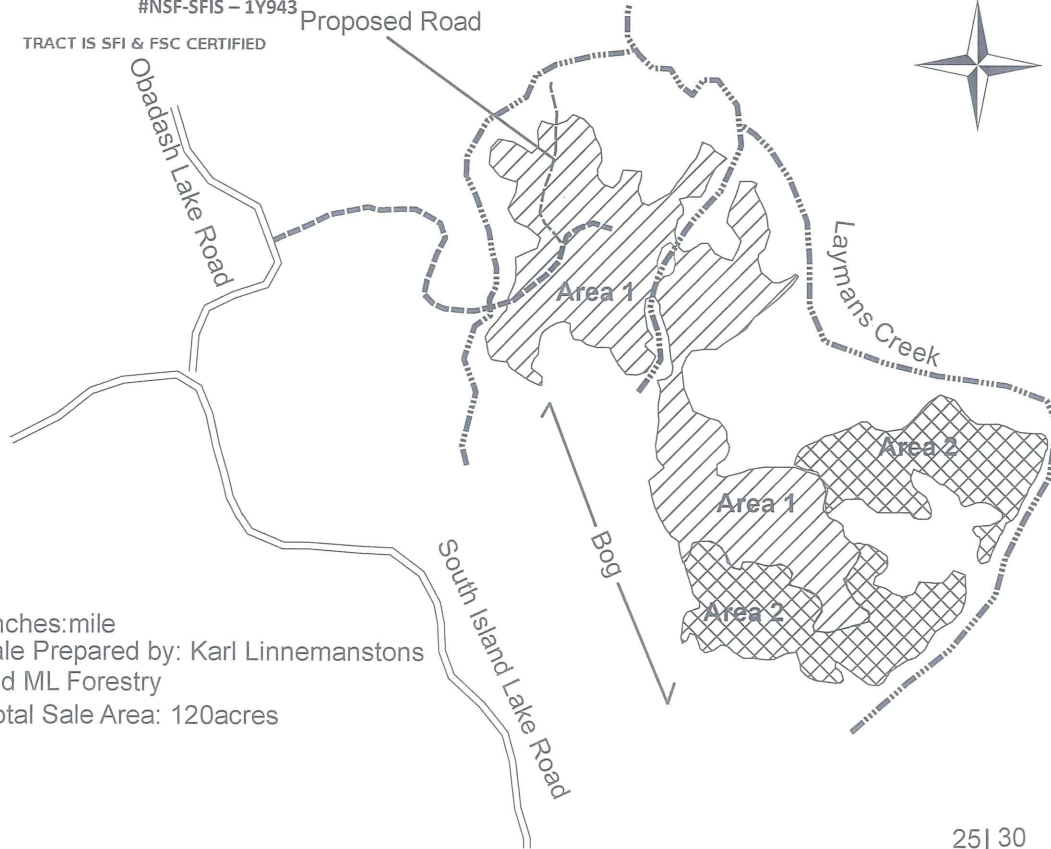 #NSF-SFIS – 1Y943
Proposed Road
TRACT IS SFI & FSC CERTIFIED
Obadash Lake Road
Laymans Creek
Area 1
Area 2
Area 1
Bog
Area 2
South Island Lake Road
nches:mile
ale Prepared by: Karl Linnemanstons
d ML Forestry
otal Sale Area: 120acres
25| 30